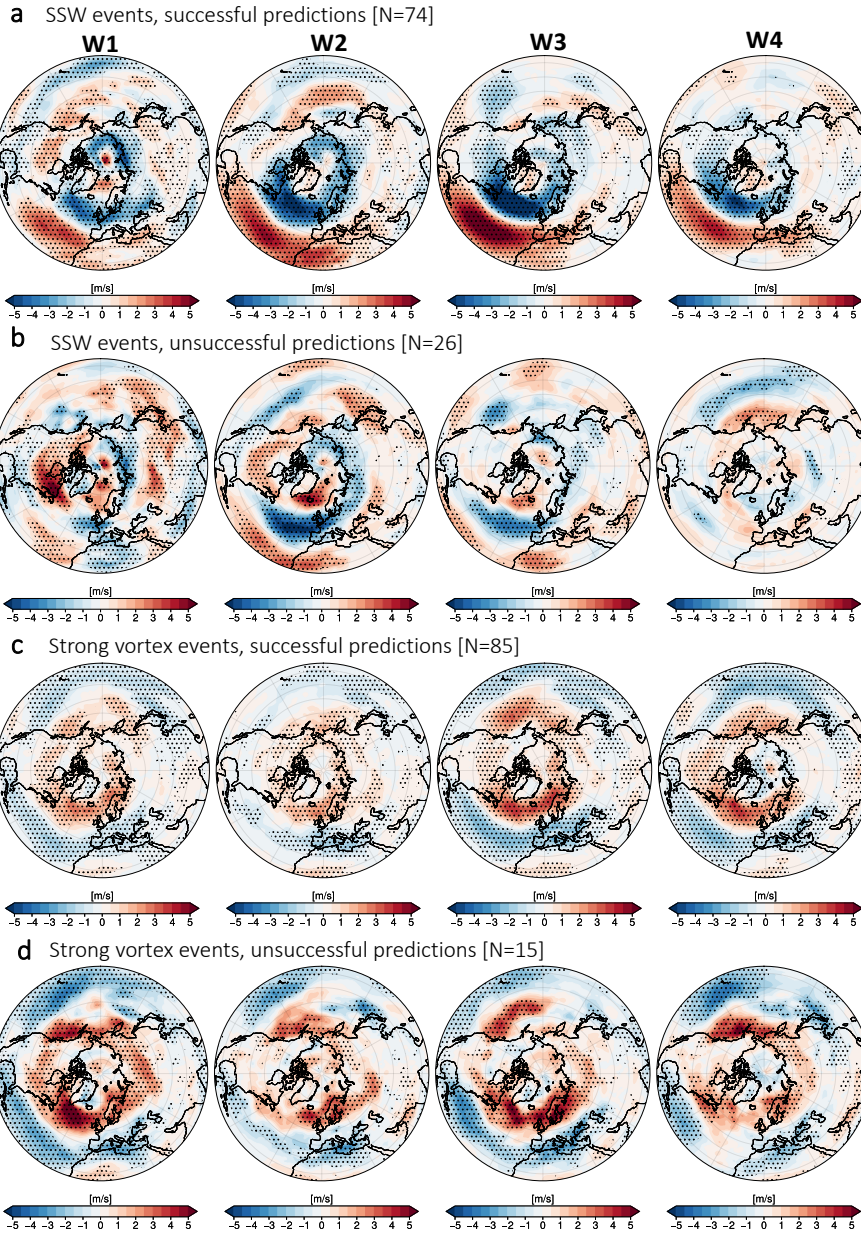 a SSW events, successful predictions [N=74]
W1 W2 W3 W4
[m/s] [m/s] [m/s] [m/s]
-5 -4 -3 -2 -1 0 1 2 3 4 5 -5 -4 -3 -2 -1 0 1 2 3 4 5 -5 -4 -3 -2 -1 0 1 2 3 4 5 -5 -4 -3 -2 -1 0 1 2 3 4 5
b SSW events, unsuccessful predictions [N=26]
[m/s] [m/s] [m/s] [m/s]
-5 -4 -3 -2 -1 0 1 2 3 4 5 -5 -4 -3 -2 -1 0 1 2 3 4 5 -5 -4 -3 -2 -1 0 1 2 3 4 5 -5 -4 -3 -2 -1 0 1 2 3 4 5
c Strong vortex events, successful predictions [N=85]
[m/s] [m/s] [m/s] [m/s]
-5 -4 -3 -2 -1 0 1 2 3 4 5 -5 -4 -3 -2 -1 0 1 2 3 4 5 -5 -4 -3 -2 -1 0 1 2 3 4 5 -5 -4 -3 -2 -1 0 1 2 3 4 5
d Strong vortex events, unsuccessful predictions [N=15]
[m/s] [m/s] [m/s] [m/s]
-5 -4 -3 -2 -1 0 1 2 3 4 5 -5 -4 -3 -2 -1 0 1 2 3 4 5 -5 -4 -3 -2 -1 0 1 2 3 4 5 -5 -4 -3 -2 -1 0 1 2 3 4 5